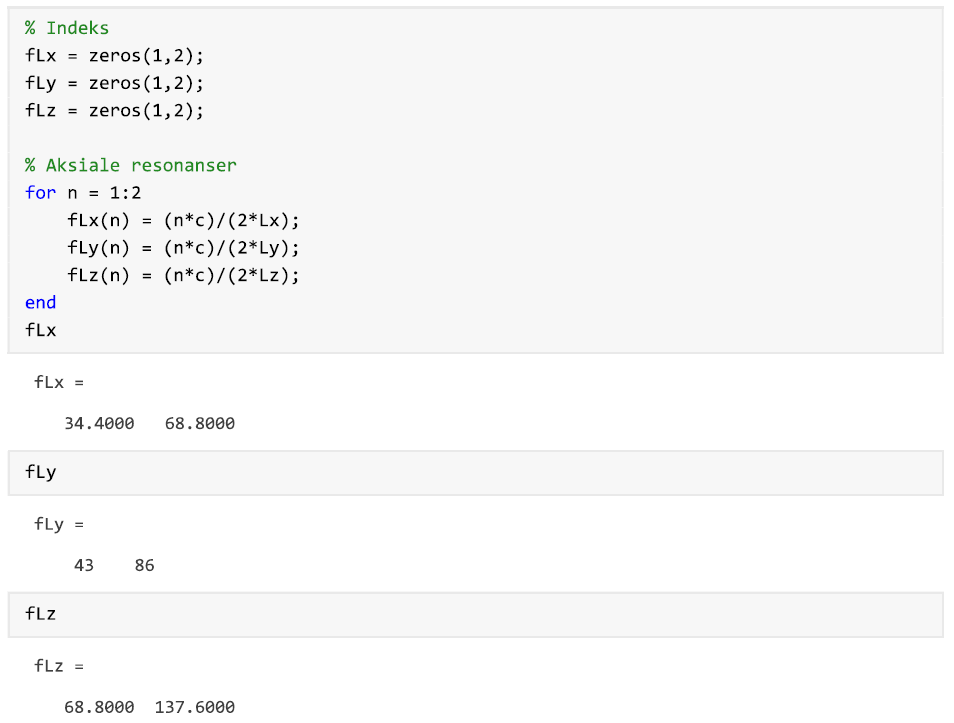 % Indeks
fLx = zeros(1,2);
fLy = zeros(1,2);
fLz = zeros(1,2);
% Aksiale resonanser
for n = 1:2
    fLx(n) = (n*c)/(2*Lx);
    fLy(n) = (n*c)/(2*Ly);
    fLz(n) = (n*c)/(2*Lz);
end
fLx
fLx =
34.4000   68.8000
fLy
fLy =
43    86
fLz
fLz =
68.8000  137.6000